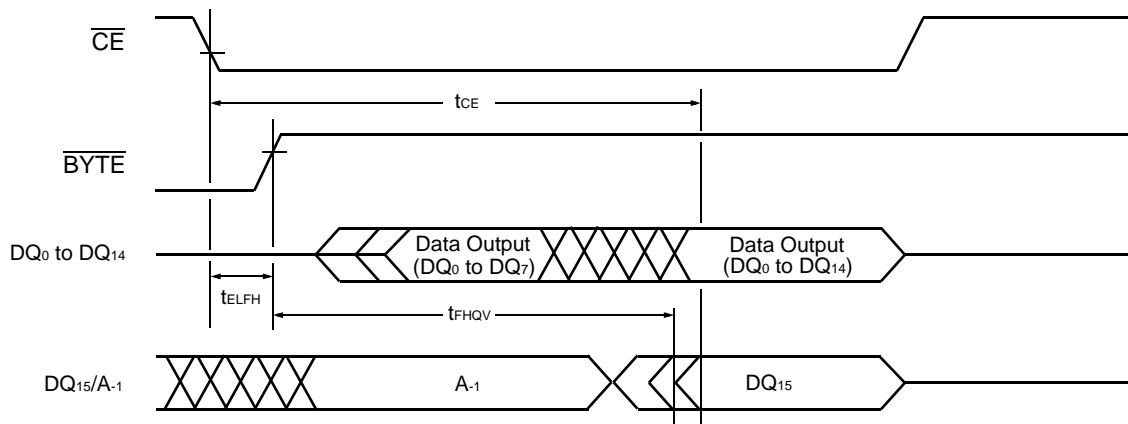 CE
tCE
BYTE
DQ0 to DQ14
Data Output
(DQ0 to DQ7)
Data Output
(DQ0 to DQ14)
tELFH
tFHQV
DQ15/A-1
A-1
DQ15